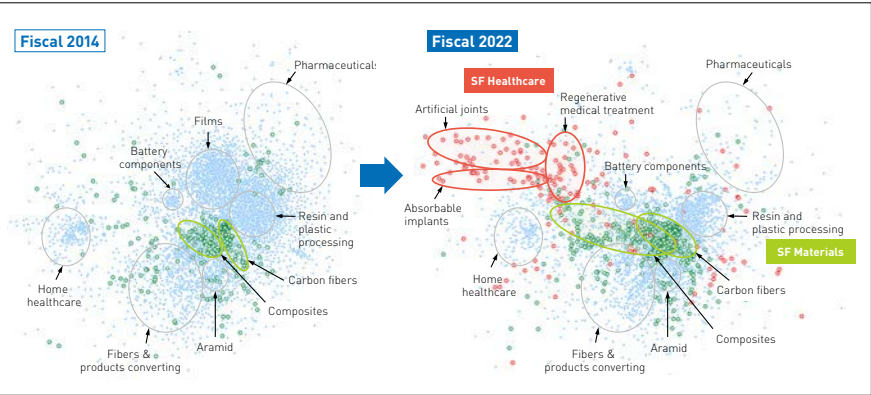 Fiscal 2014
Pharmaceuticals
Films
Battery
components
Resin and
plastic
processing
Home
healthcare
Carbon fibers
Composites
Aramid
Fibers &
products converting
Fiscal 2022
SF Healthcare
Pharmaceuticals
Artificial joints
Regenerative
medical treatment
Battery components
Absorbable
implants
Resin and
plastic processing
SF Materials
Home
healthcare
Carbon fibers
Composites
Aramid
Fibers &
products converting